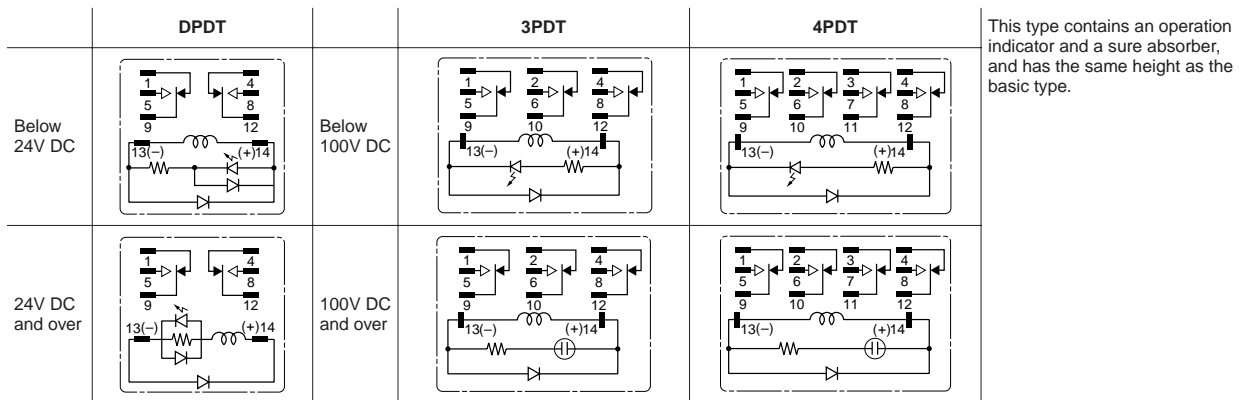 DPDT 3PDT 4PDT
This type contains an operation
indicator and a sure absorber,
and has the same height as the
basic type.
Below
24V DC
1 4
5 8
9 12
13(–) (+)14
Below
100V DC
1 2 4
5 6 8
9 10 12
13(–) (+)14
1 2 3 4
5 6 7 8
9 10 11 12
13(–) (+)14
24V DC
and over
1 4
5 8
9 12
13(–) (+)14
100V DC
and over
1 2 4
5 6 8
9 10 12
13(–) (+)14
1 2 3 4
5 6 7 8
9 10 11 12
13(–) (+)14